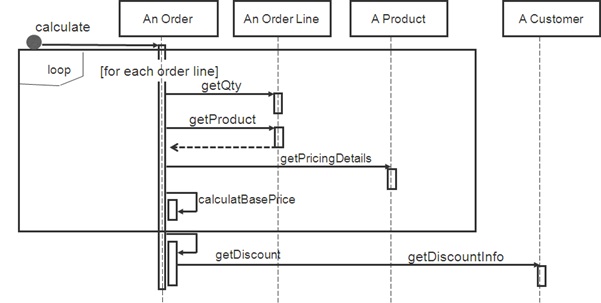 An Order
An Order Line
A Product
A Customer
calculate
loop
[for each order line]
getQty
getProduct
getPricingDetails
calculatBasePrice
getDiscount
getDiscountInfo